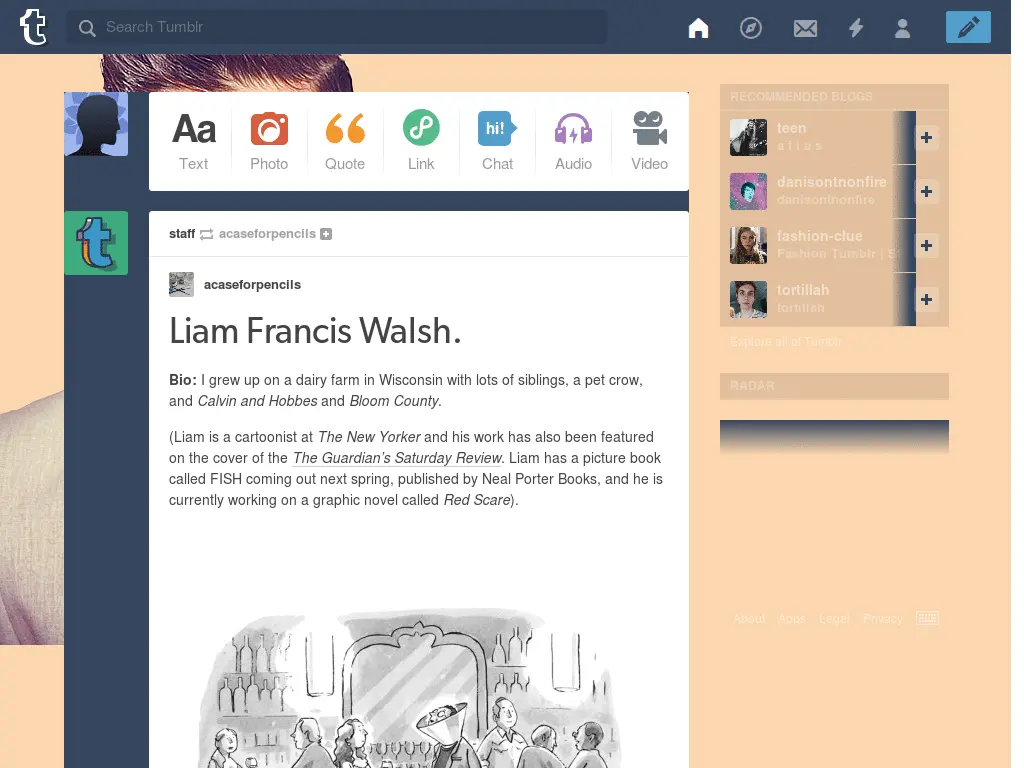 t
Search Tumblr
Aa
Text
Photo
Quote
Link
hi!
Chat
Audio
Video
t
staff acaseforpencils
acaseforpencils
Liam Francis Walsh.
Bio: I grew up on a dairy farm in Wisconsin with lots of siblings, a pet crow,
and Calvin and Hobbes and Bloom County.
(Liam is a cartoonist at The New Yorker and his work has also been featured
on the cover of the The Guardian’s Saturday Review. Liam has a picture book
called FISH coming out next spring, published by Neal Porter Books, and he is
currently working on a graphic novel called Red Scare).
RECOMMENDED BLOGS
teen
danisontnonfire
danisontnonfire
fashion-clue
Fashion Tumblr | St
tortillah
tortillah
Explore all of Tumblr
RADAR
About Apps Legal Privacy